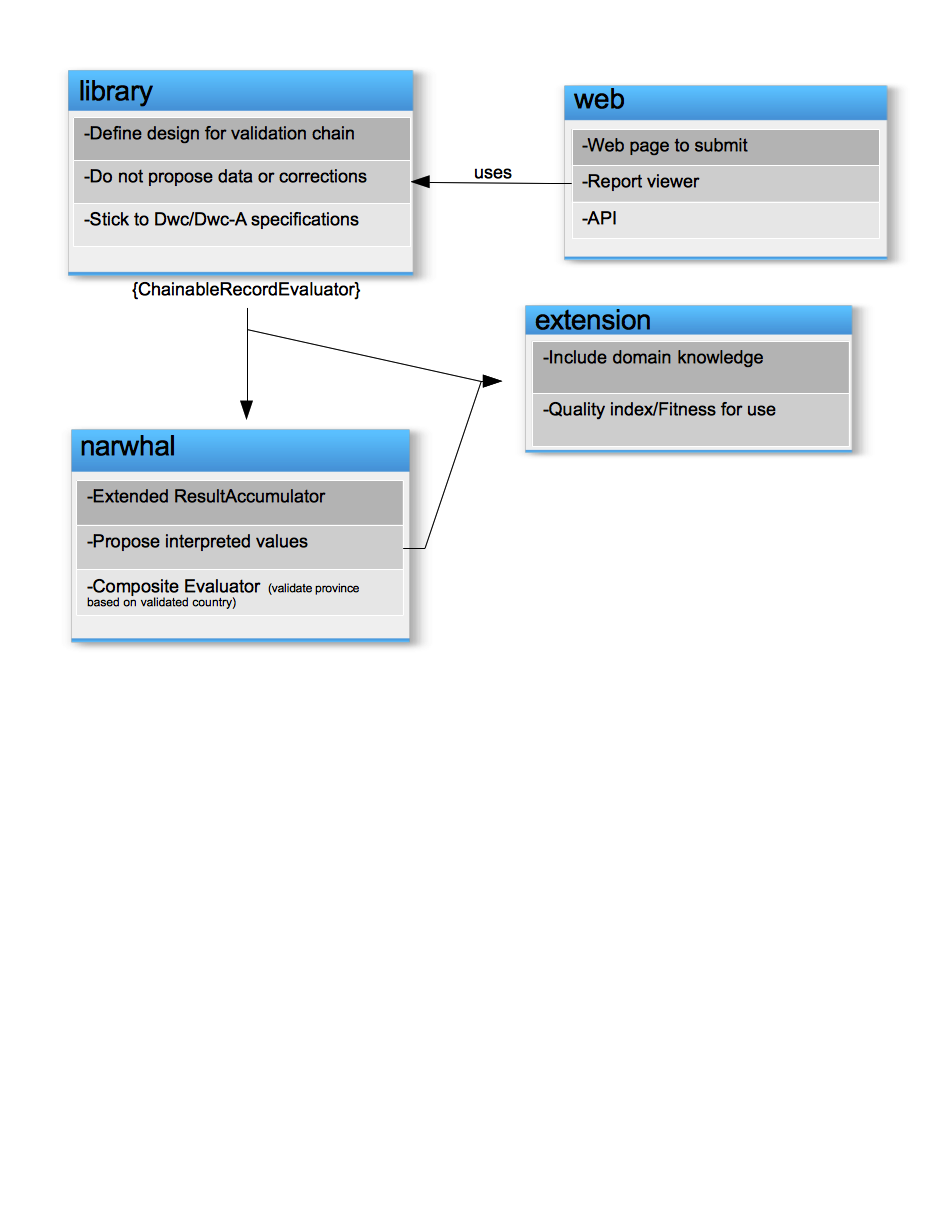 library
-Define design for validation chain
-Do not propose data or corrections
-Stick to Dwc/Dwc-A specifications
{ChainableRecordEvaluator}
uses
web
-Web page to submit
-Report viewer
-API
extension
-Include domain knowledge
-Quality index/Fitness for use
narwhal
-Extended ResultAccumulator
-Propose interpreted values
-Composite Evaluator (validate province
based on validated country)